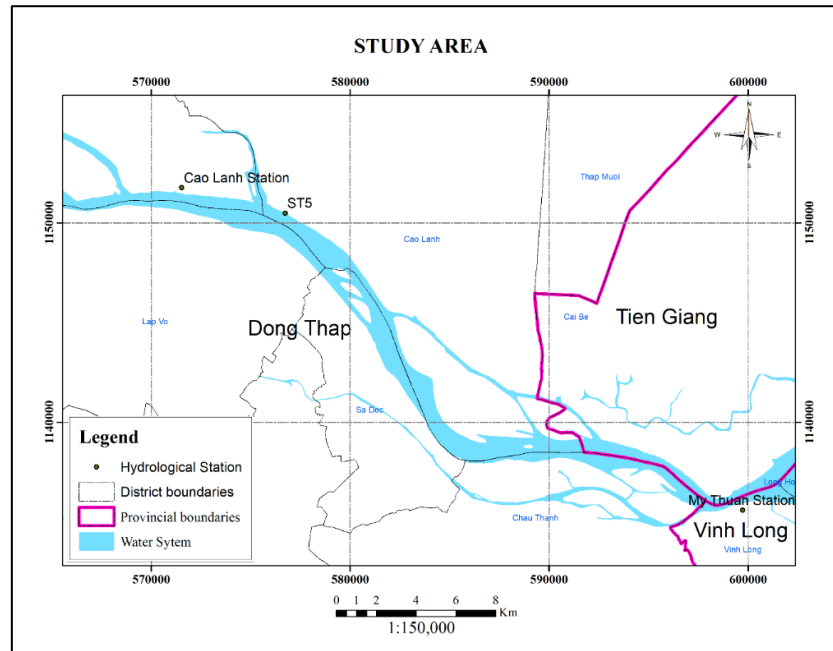 STUDY AREA
570000 580000 590000 600000
N
W E
S
Thap Muoi
Cao Lanh Station
ST5
1150000 1150000
Cao Lanh
Lap Vo
Dong Thap
Cai Be
Tien Giang
Sa Dec
1140000 1140000
Legend
Hydrological Station
District boundaries
Provincial boundaries
Water Sytem
Long Ho
My Thuan Station
Chau Thanh
Vinh Long
Vinh Long
570000 580000 590000 600000
0 1 2 4 6 8
Km
1:150,000